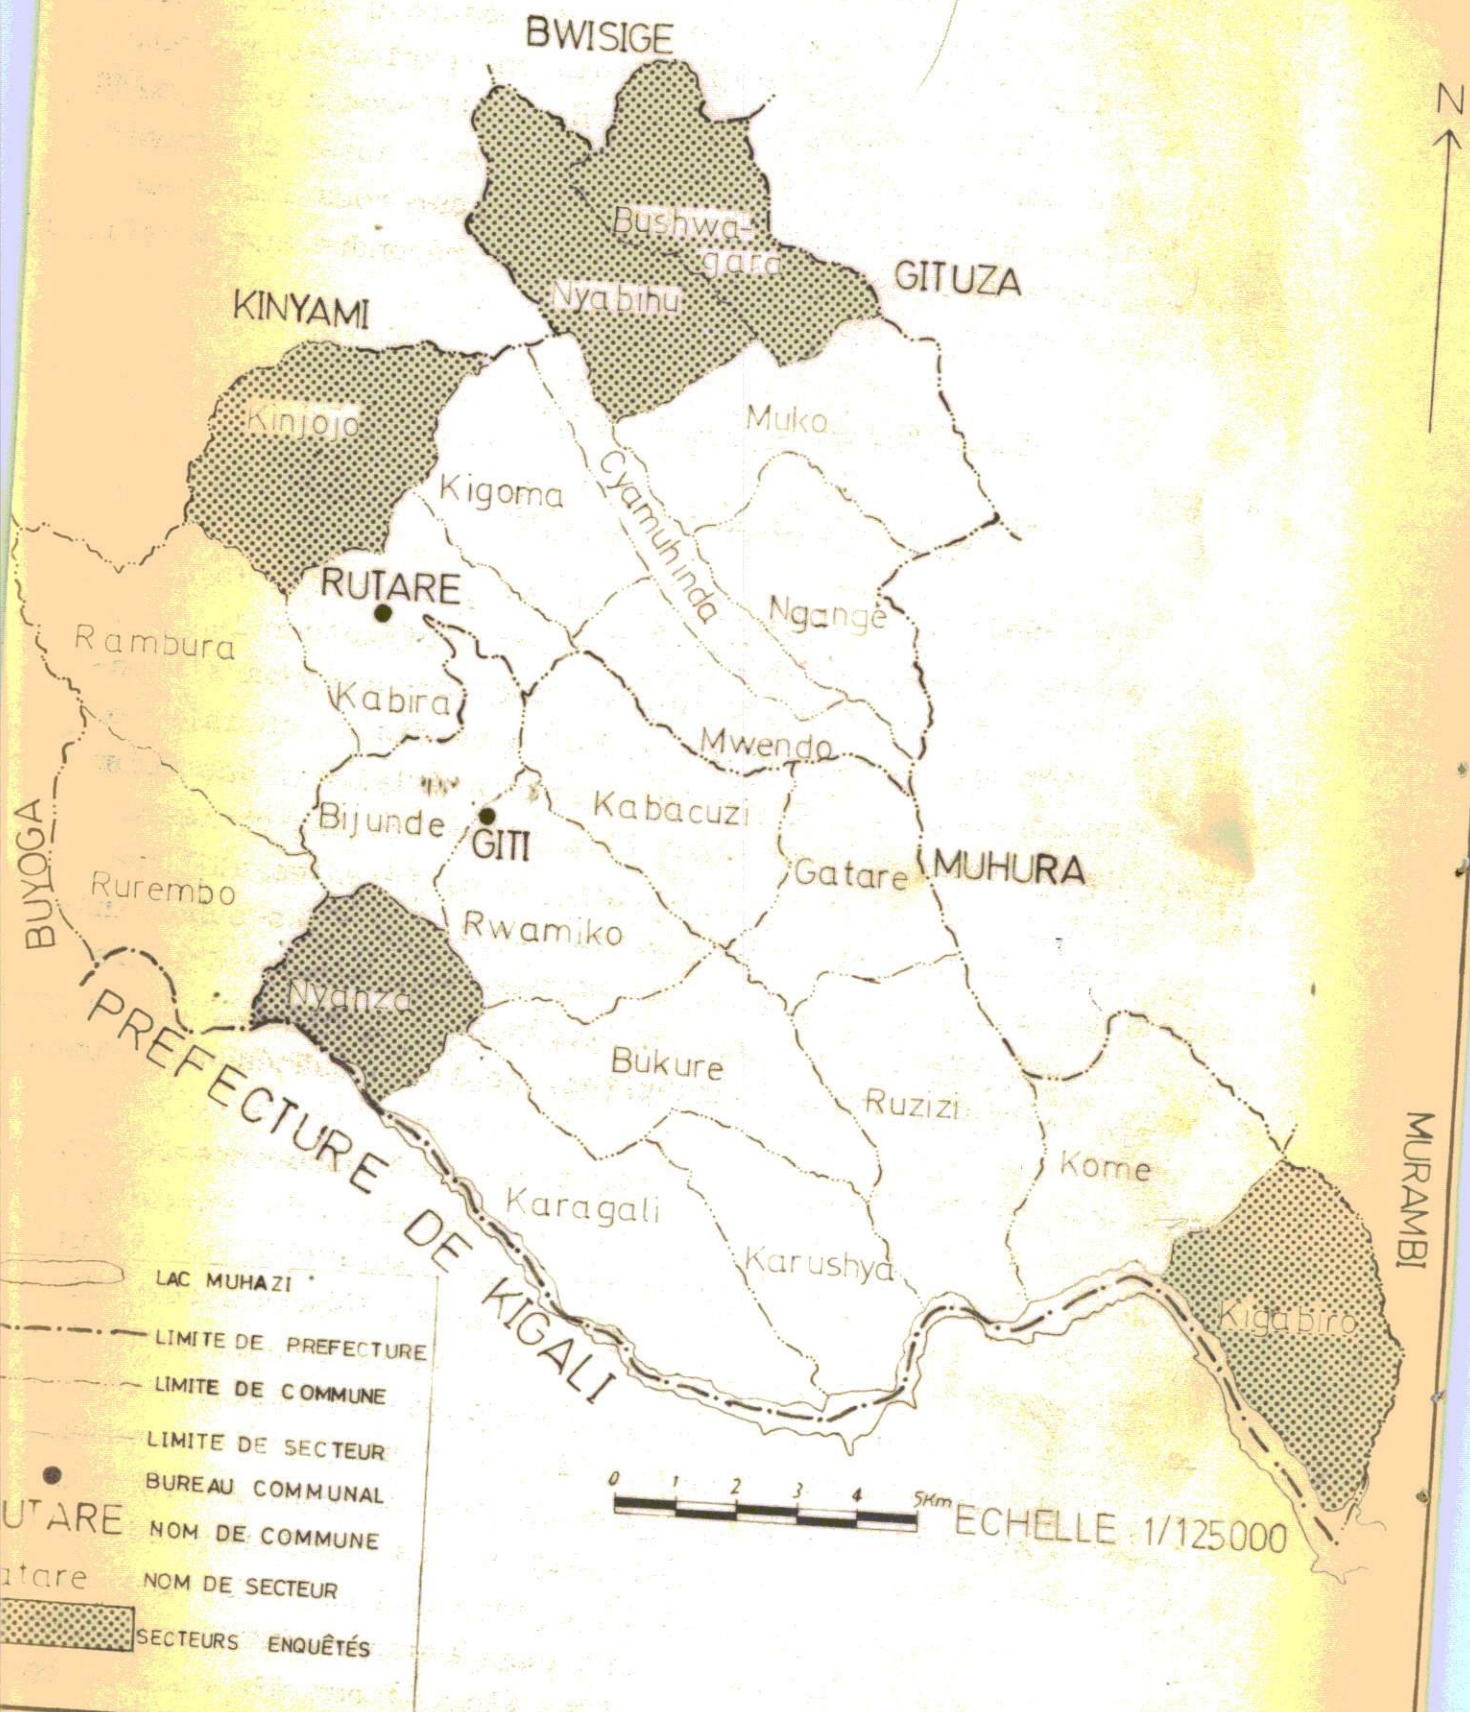 BWISIGE
N
Bushwa-
gara
GITUZA
Nyabihu
KINYAMI
Kinjojo
Muko
Kigoma
Cyamuhinda
RUTARE
Ngange
Rambura
Kabira
Mwendo
Kabacuzi
Bijunde
GITI
Gatare
MUHURA
BUYOGA
Rurembo
Rwamiko
Nyanza
PREFECTURE DE KIGALI
Bukure
Ruzizi
Kome
MURAMBI
Karagali
Karushya
Kigabiro
LAC MUHAZI
LIMITE DE PREFECTURE
LIMITE DE COMMUNE
LIMITE DE SECTEUR
BUREAU COMMUNAL
UTARE NOM DE COMMUNE
atare NOM DE SECTEUR
SECTEURS ENQUÊTÉS
0 1 2 3 4 5Km
ECHELLE 1/125000